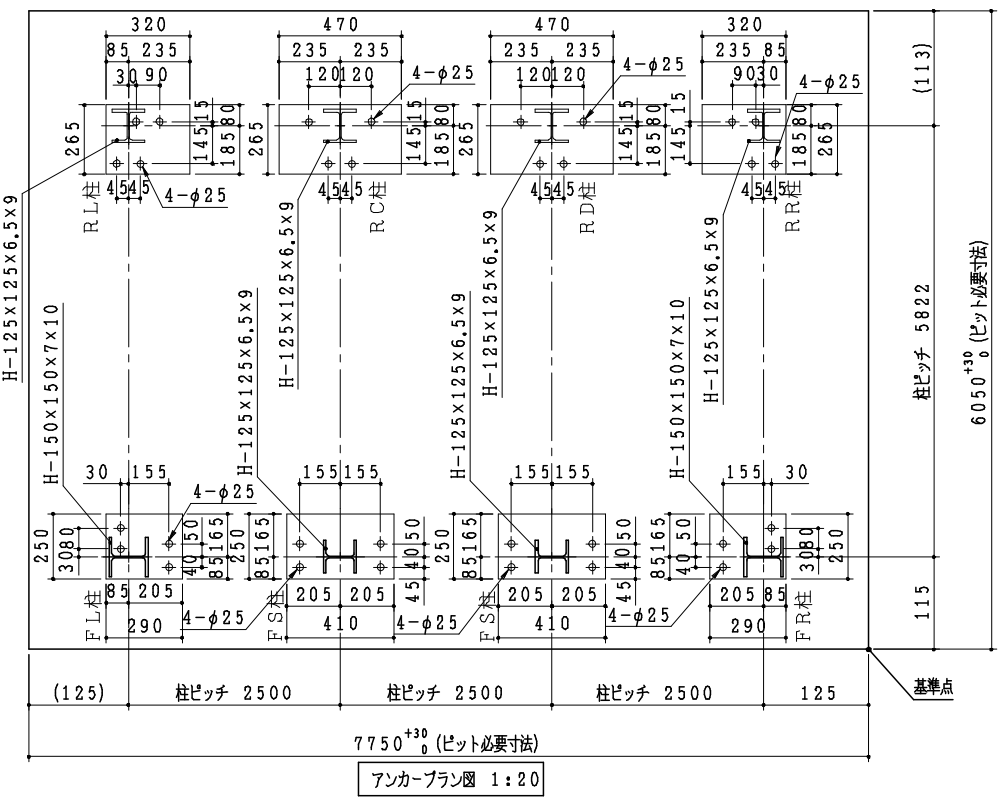 320
470
470
320
85 235
235 235
235 235
235 85
30 90
120 120
120 120
90 30
4-φ25
4-φ25
4-φ25
(113)
265
145 15
185 80
265
145 15
185 80
265
145 15
185 80
145 15
185 80
265
45 45
45 45
45 45
45 45
4-φ25
RL柱
RC柱
RD柱
RR柱
H-125×125×6.5×9
H-125×125×6.5×9
H-125×125×6.5×9
H-125×125×6.5×9
H-150×150×7×10
H-125×125×6.5×9
H-125×125×6.5×9
H-150×150×7×10
柱ピッチ 5822
6050 +30 0 (ピット必要寸法)
30 155
155 155
155 155
155 30
4-φ25
250
30 80
40 50
85 165
250
85 165
45 40 50
250
85 165
45 40 50
85 165
40 50
30 80
250
85 205
205 205
205 205
205 85
4-φ25
4-φ25
4-φ25
290
410
410
290
FL柱
FS柱
FS柱
FR柱
115
(125)
柱ピッチ 2500
柱ピッチ 2500
柱ピッチ 2500
125
基準点
7750 +30 0 (ピット必要寸法)
アンカープラン図 1:20